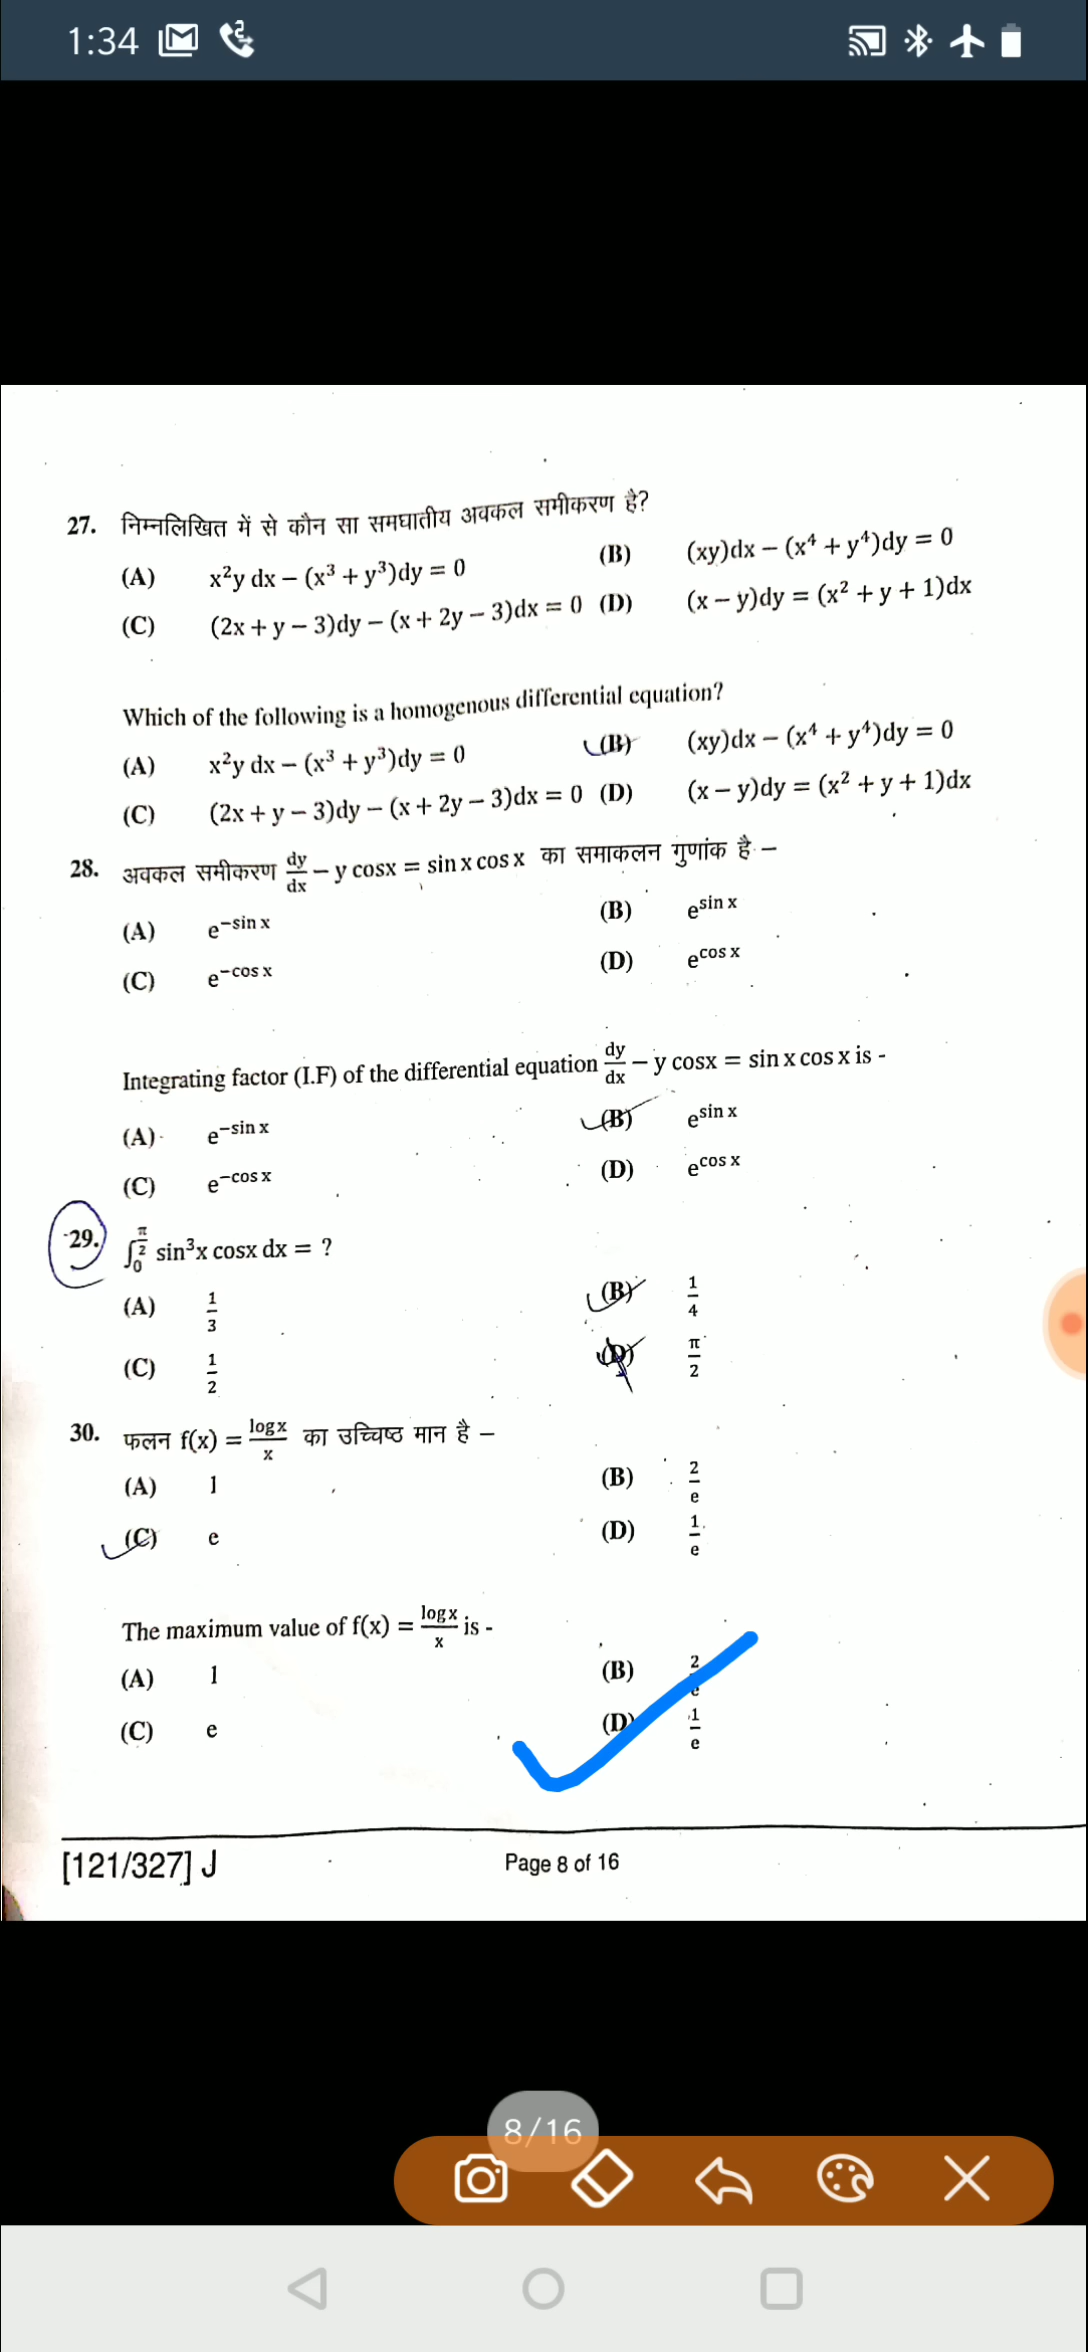 1:34
27. निम्नलिखित में से कौन सा समघातीय अवकल समीकरण है?
(A) x²y dx – (x³ + y³)dy = 0 (B) (xy)dx – (x⁴ + y⁴)dy = 0
(C) (2x + y – 3)dy – (x + 2y – 3)dx = 0 (D) (x – y)dy = (x² + y + 1)dx
Which of the following is a homogenous differential equation?
(A) x²y dx – (x³ + y³)dy = 0 (B) (xy)dx – (x⁴ + y⁴)dy = 0
(C) (2x + y – 3)dy – (x + 2y – 3)dx = 0 (D) (x – y)dy = (x² + y + 1)dx
28. अवकल समीकरण dy/dx – y cosx = sin x cos x का समाकलन गुणांक है –
(A) e^(–sin x) (B) e^(sin x)
(C) e^(–cos x) (D) e^(cos x)
Integrating factor (I.F) of the differential equation dy/dx – y cosx = sin x cos x is -
(A) e^(–sin x) (B) e^(sin x)
(C) e^(–cos x) (D) e^(cos x)
29. ∫₀^(π/2) sin³x cosx dx = ?
(A) 1/3 (B) 1/4
(C) 1/2 (D) π/2
30. फलन f(x) = logx/x का उच्चिष्ठ मान है –
(A) 1 (B) 2/e
(C) e (D) 1/e
The maximum value of f(x) = logx/x is -
(A) 1 (B) 2/e
(C) e (D) 1/e
[121/327] J Page 8 of 16
8/16